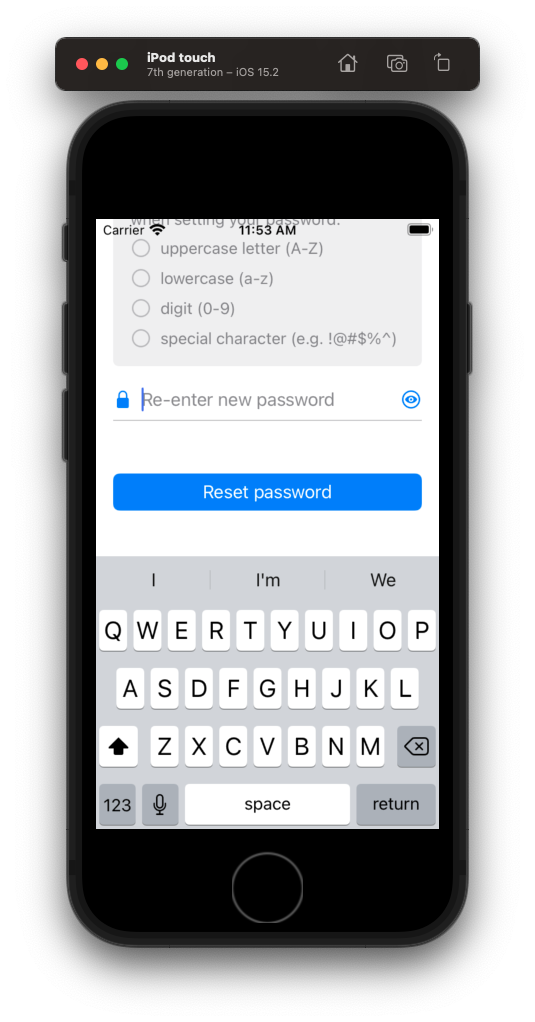 iPod touch
7th generation – iOS 15.2
when setting your password.
Carrier 11:53 AM
uppercase letter (A-Z)
lowercase (a-z)
digit (0-9)
special character (e.g. !@#$%^)
Re-enter new password
Reset password
I I'm We
Q W E R T Y U I O P
A S D F G H J K L
Z X C V B N M
123 space return